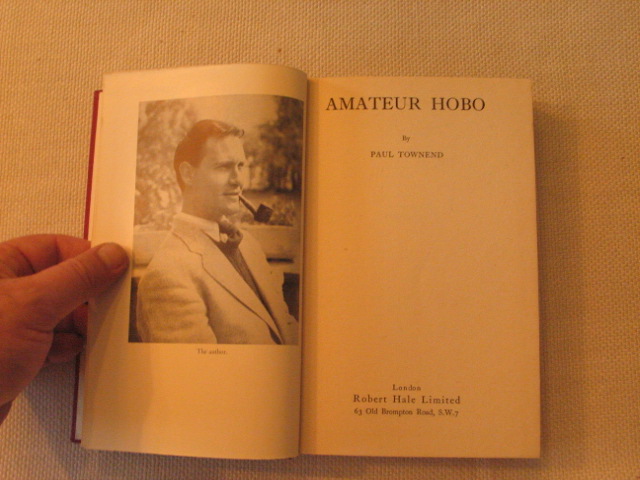 The author.
AMATEUR HOBO
By
PAUL TOWNEND
London
Robert Hale Limited
63 Old Brompton Road, S.W.7